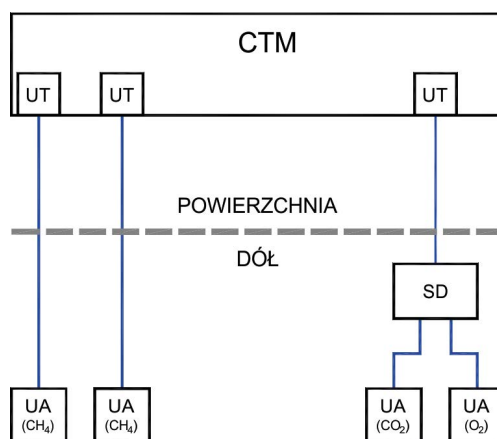 CTM
UT UT UT
POWIERZCHNIA
DÓŁ
SD
UA UA UA UA
(CH₄) (CH₄) (CO₂) (O₂)